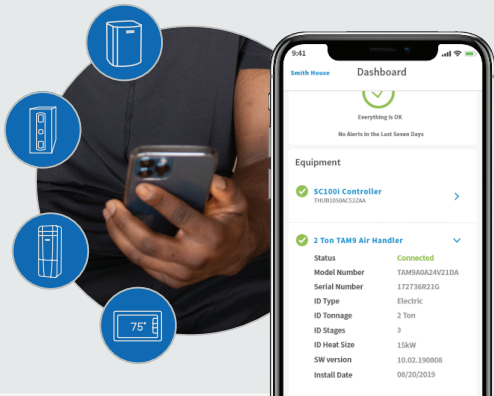 75°
9:41
Smith House
Dashboard
Everything is OK
No Alerts in the Last Seven Days
Equipment
SC100i Controller
THUB1050AC52ZAA
2 Ton TAM9 Air Handler
Status Connected
Model Number TAM9A0A24V21DA
Serial Number 172736R21G
ID Type Electric
ID Tonnage 2 Ton
ID Stages 3
ID Heat Size 15kW
SW version 10.02.190808
Install Date 08/20/2019